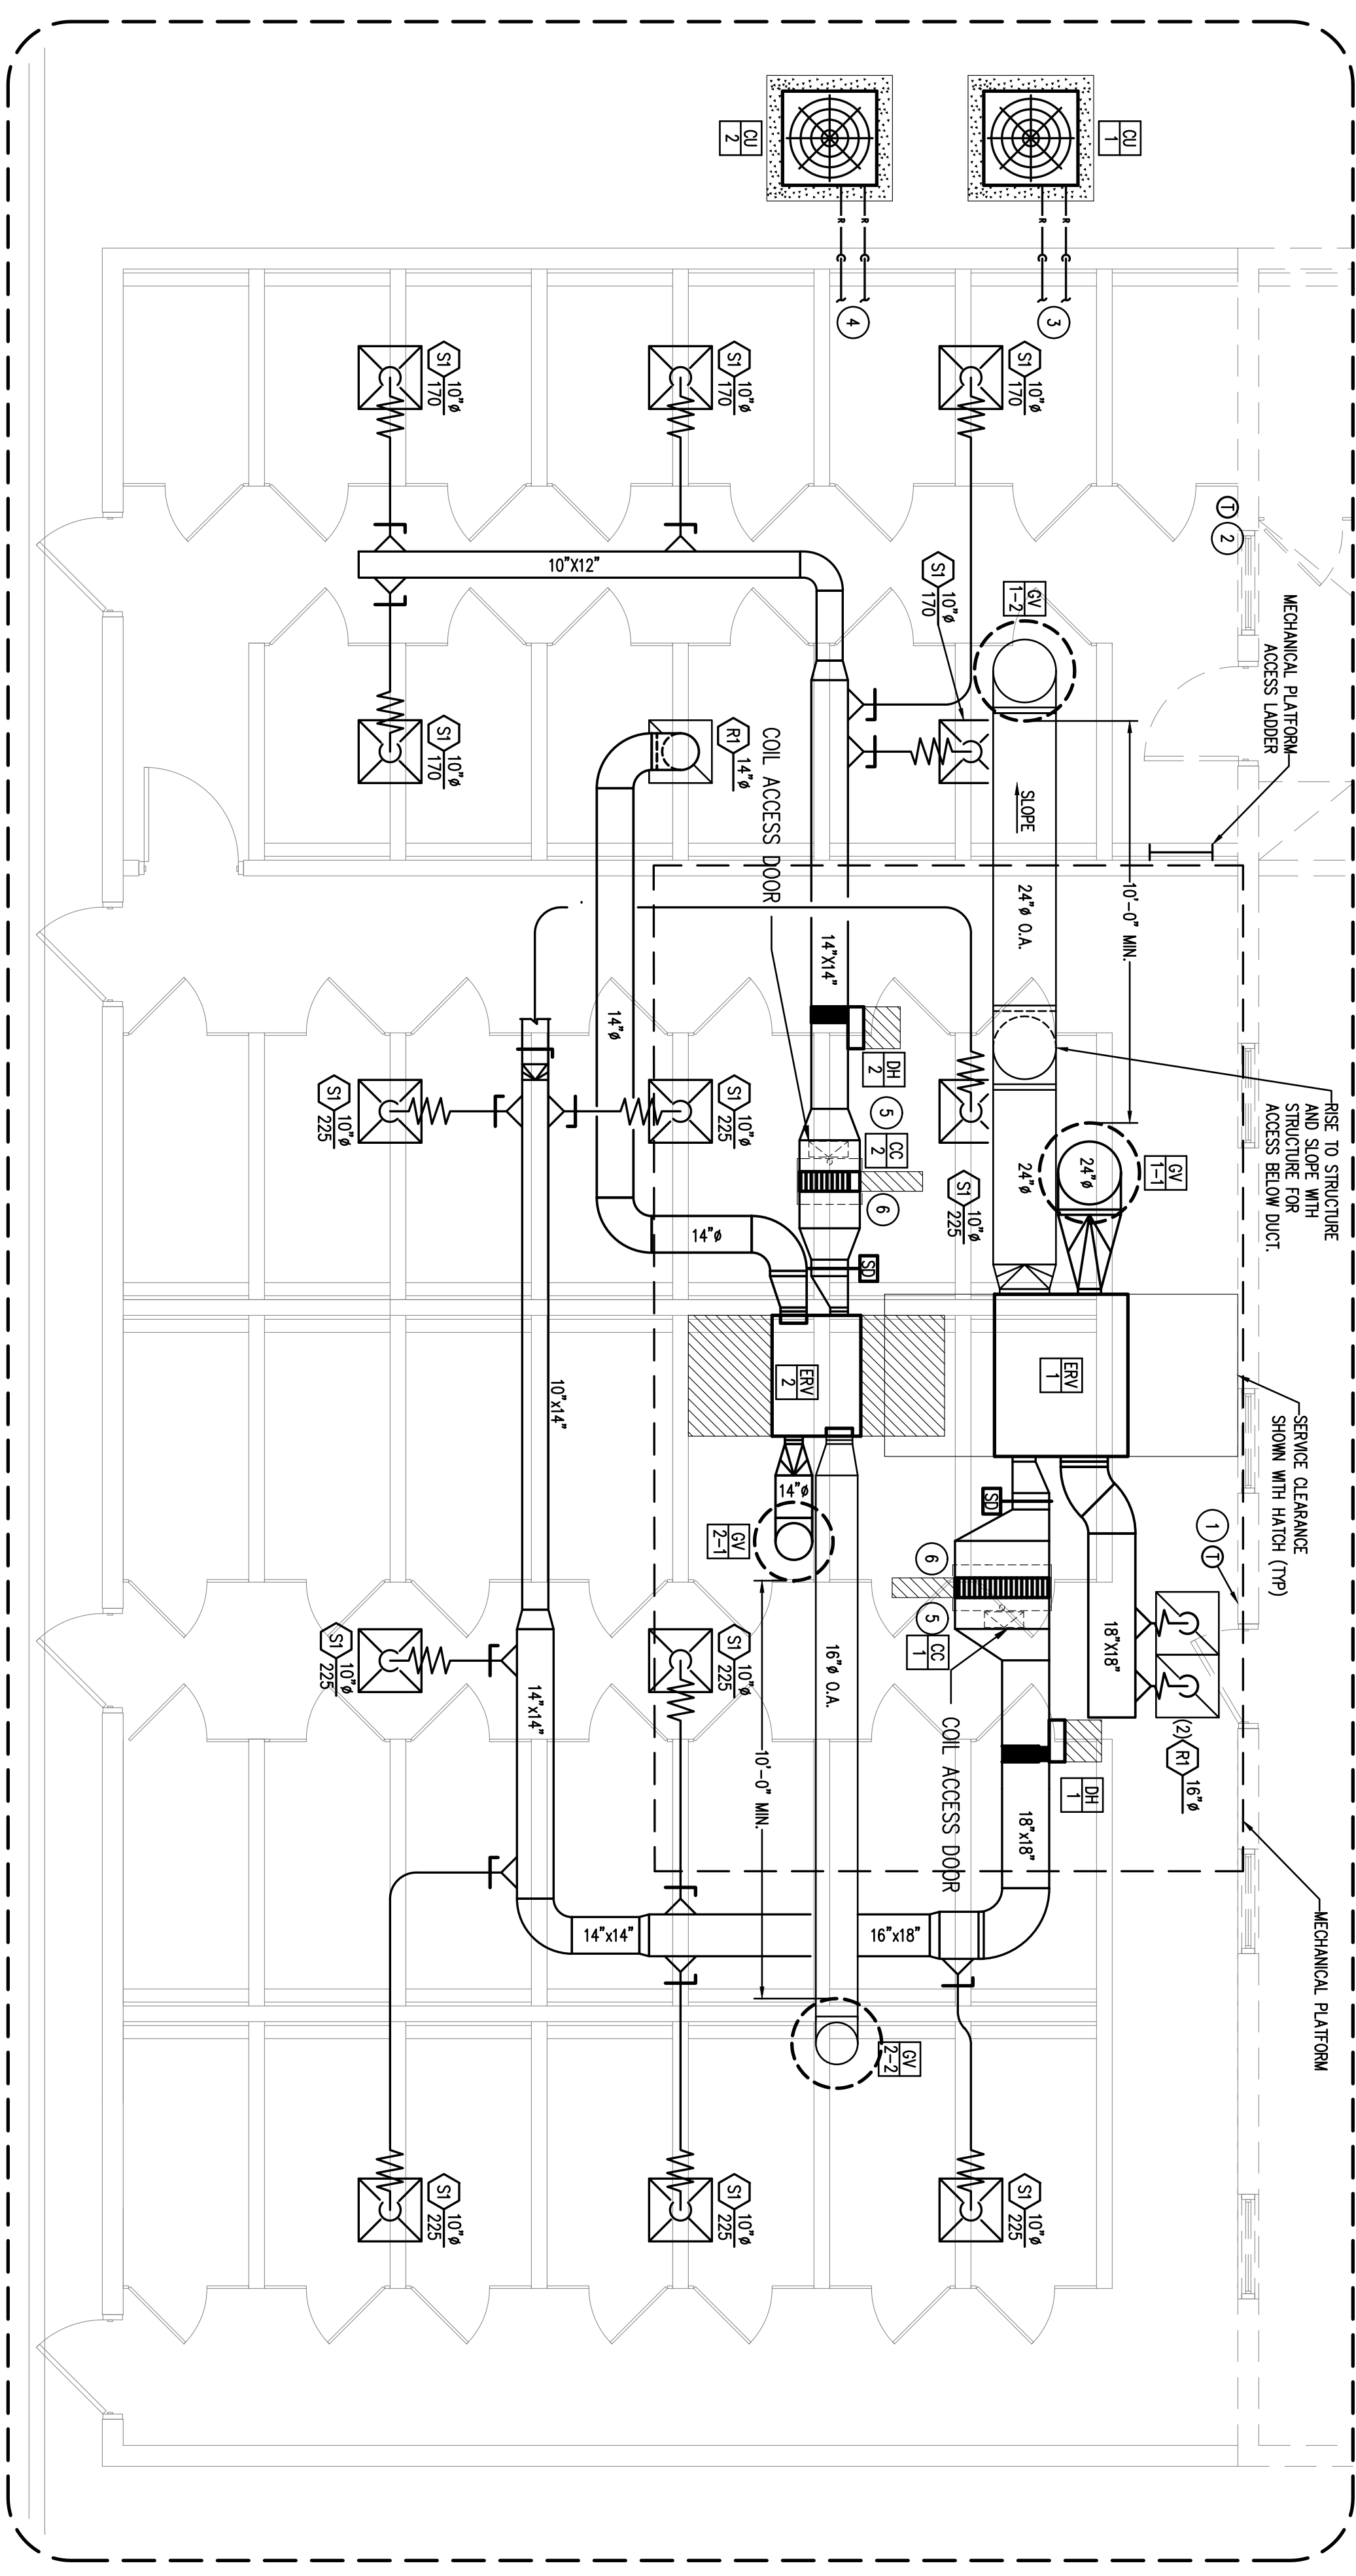 CU
1
CU
2
R
R
R
R
3
4
S1
10"ø
170
S1
10"ø
170
S1
10"ø
170
T
2
10"X12"
S1
10"ø
170
GV
1-2
MECHANICAL PLATFORM
ACCESS LADDER
S1
10"ø
170
R1
14"ø
COIL ACCESS DOOR
SLOPE
10'-0" MIN.
24"ø O.A.
14"X14"
14"ø
DH
2
5
CC
2
6
RISE TO STRUCTURE
AND SLOPE WITH
STRUCTURE FOR
ACCESS BELOW DUCT.
S1
10"ø
225
S1
10"ø
225
S1
10"ø
225
24"ø
24"ø
GV
1-1
14"ø
SD
ERV
1
ERV
2
10"x14"
SERVICE CLEARANCE
SHOWN WITH HATCH (TYP)
14"ø
GV
2-1
SD
1
T
6
5
CC
1
18"X18"
S1
10"ø
225
S1
10"ø
225
16"ø O.A.
14"x14"
10'-0" MIN.
COIL ACCESS DOOR
(2)
R1
16"ø
DH
1
18"x18"
14"x14"
16"x18"
MECHANICAL PLATFORM
GV
2-2
S1
10"ø
225
S1
10"ø
225
S1
10"ø
225